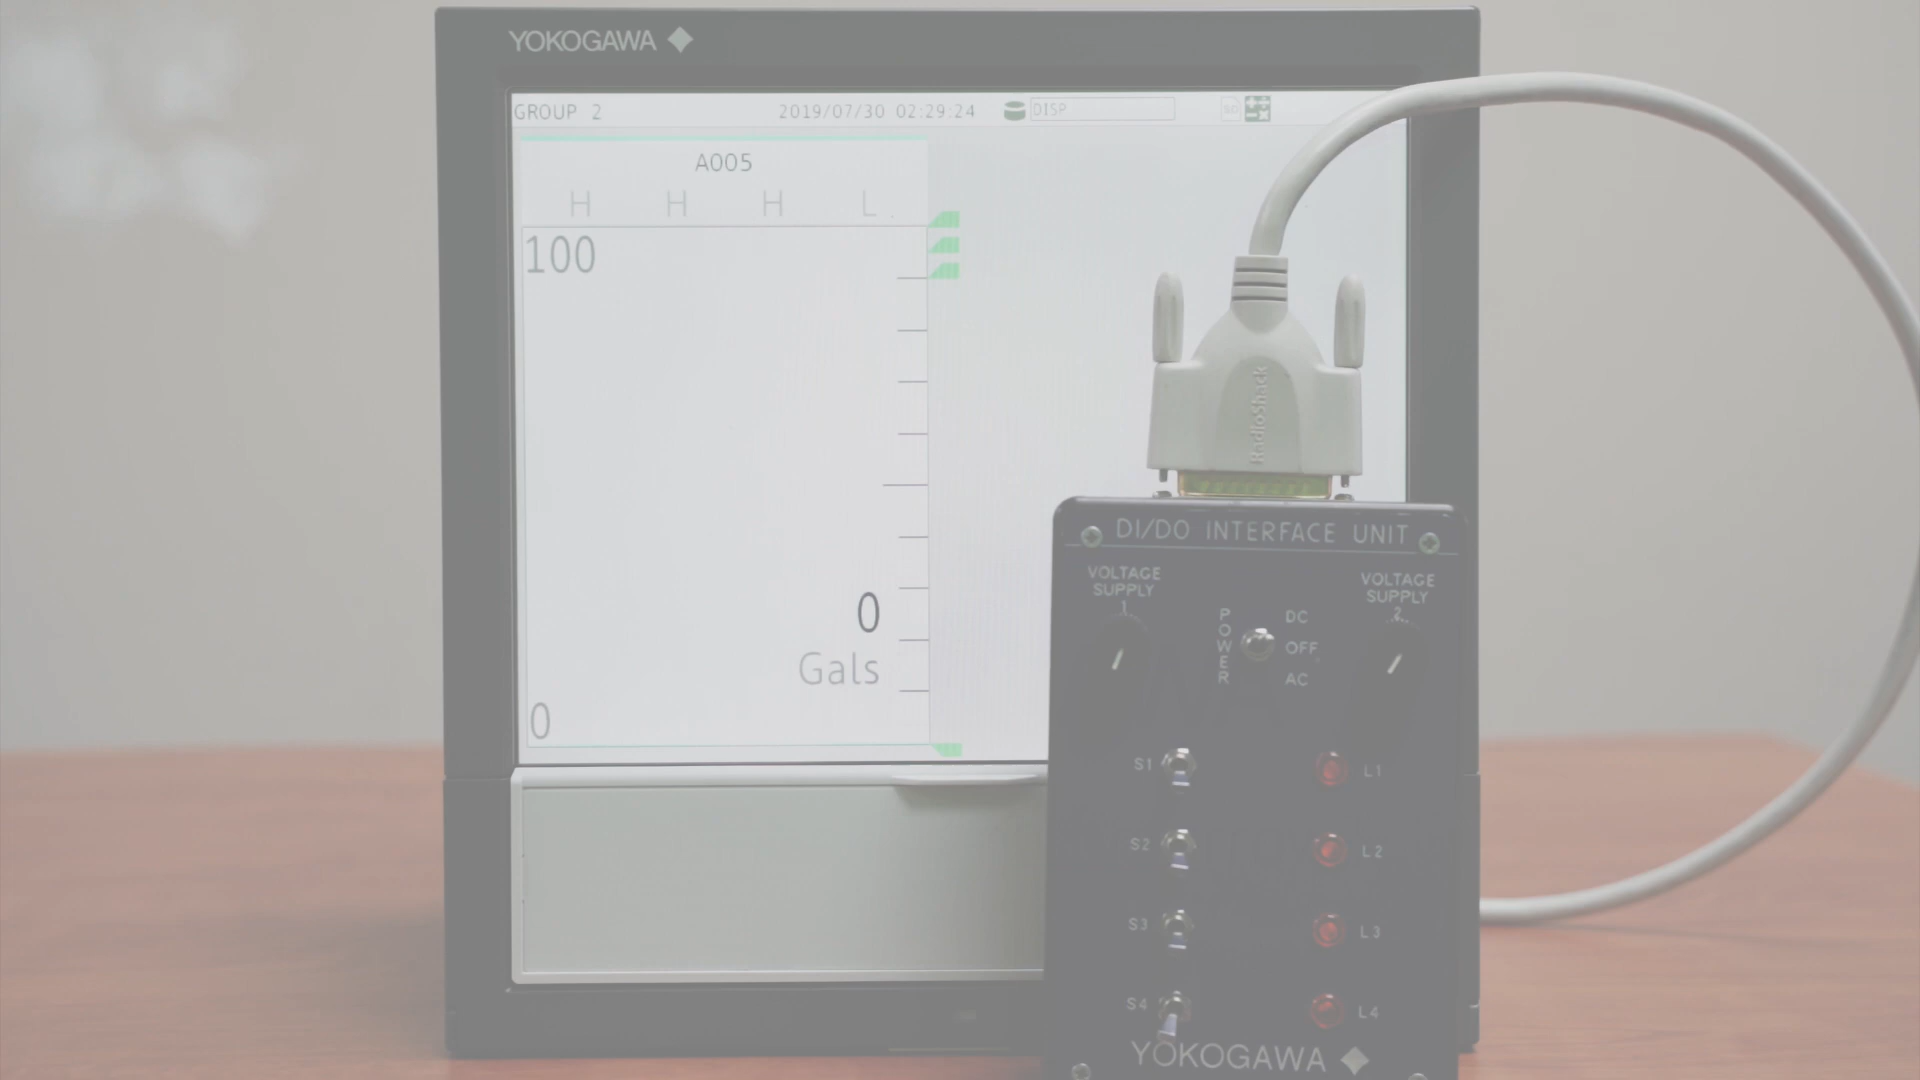 YOKOGAWA
GROUP 2 2019/07/30 02:29:24 DISP
A005
H H H L
100
0
Gals
0
RadioShack
DI/DO INTERFACE UNIT
VOLTAGE SUPPLY 1
POWER
DC
OFF
AC
VOLTAGE SUPPLY 2
S1 L1
S2 L2
S3 L3
S4 L4
YOKOGAWA